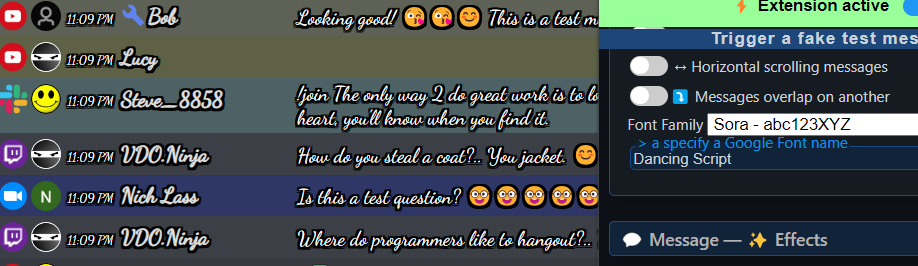 11:09 PM Bob Looking good! 😘😘😊 This is a test m
11:09 PM Lucy
11:09 PM Steve_8858 !join The only way 2 do great work is to lo
heart, you'll know when you find it.
11:09 PM VDO.Ninja How do you steal a coat?.. You jacket. 😊
N 11:09 PM Nich Lass Is this a test question? 🤓🤓🤓🤓🤓
11:09 PM VDO.Ninja Where do programmers like to hangout?..
⚡ Extension active
Trigger a fake test mes
↔ Horizontal scrolling messages
⤵ Messages overlap on another
Font Family Sora - abc123XYZ
> a specify a Google Font name
Dancing Script
💬 Message — ✨ Effects